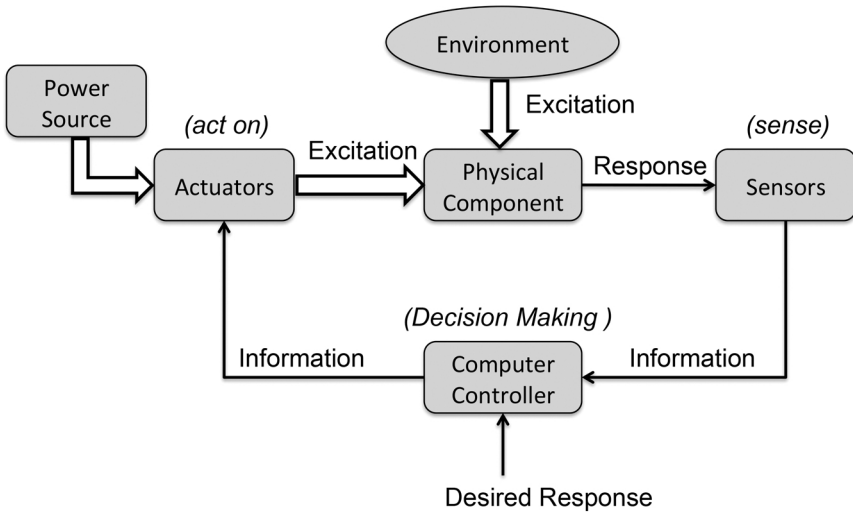 Environment
Power
Source
Excitation
(act on)
(sense)
Excitation
Actuators
Physical
Component
Response
Sensors
(Decision Making )
Information
Computer
Controller
Information
Desired Response